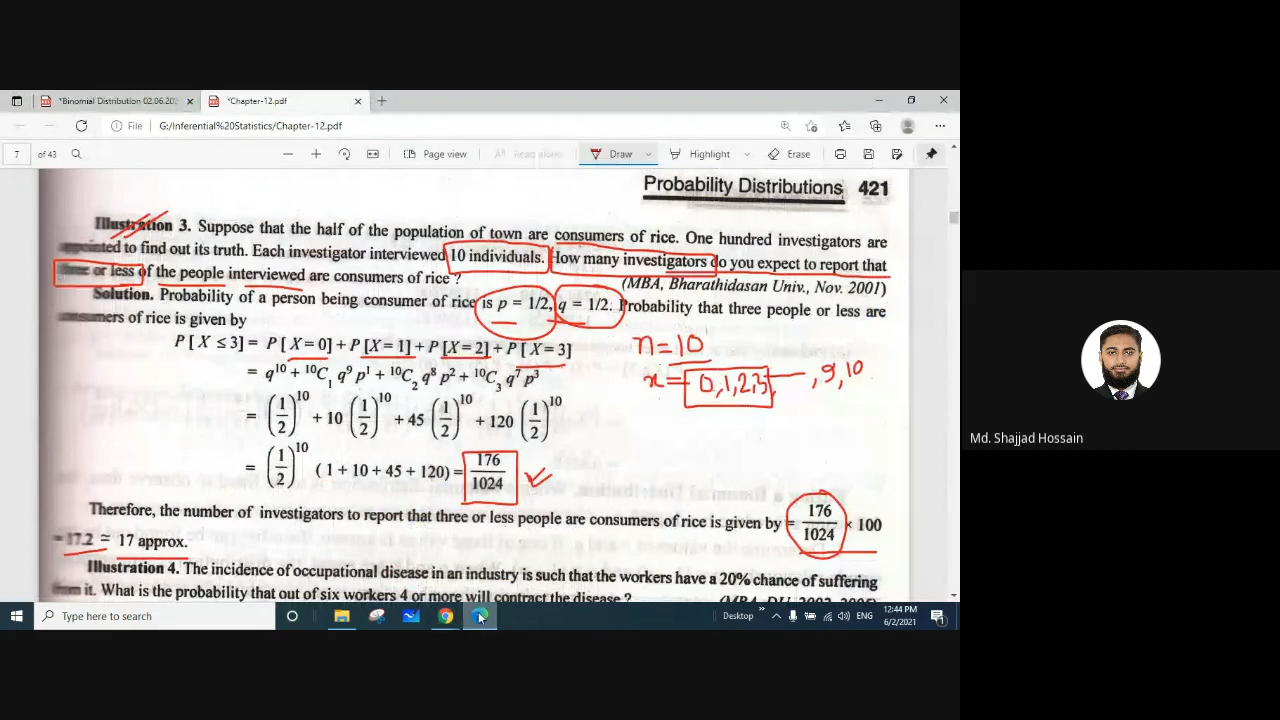 *Binomial Distribution 02.06.202
*Chapter-12.pdf
File
G:/Inferential%20Statistics/Chapter-12.pdf
7 of 43
Page view
Read aloud
Draw
Highlight
Erase
Probability Distributions 421
Illustration 3. Suppose that the half of the population of town are consumers of rice. One hundred investigators are
appointed to find out its truth. Each investigator interviewed 10 individuals. How many investigators do you expect to report that
three or less of the people interviewed are consumers of rice ?
(MBA, Bharathidasan Univ., Nov. 2001)
Solution. Probability of a person being consumer of rice is p = 1/2, q = 1/2. Probability that three people or less are
consumers of rice is given by
P [ X ≤ 3] = P [ X = 0] + P [X = 1] + P [X = 2] + P [ X = 3]
n = 10
= q¹⁰ + ¹⁰C₁ q⁹ p¹ + ¹⁰C₂ q⁸ p² + ¹⁰C₃ q⁷ p³
x = 0,1,2,3, — , 9, 10
= (1/2)¹⁰ + 10 (1/2)¹⁰ + 45 (1/2)¹⁰ + 120 (1/2)¹⁰
= (1/2)¹⁰ ( 1 + 10 + 45 + 120) = 176/1024
Therefore, the number of investigators to report that three or less people are consumers of rice is given by = 176/1024 × 100
= 17.2 ≅ 17 approx.
Illustration 4. The incidence of occupational disease in an industry is such that the workers have a 20% chance of suffering
from it. What is the probability that out of six workers 4 or more will contract the disease ?
Md. Shajjad Hossain
Type here to search
Desktop
ENG
12:44 PM
6/2/2021